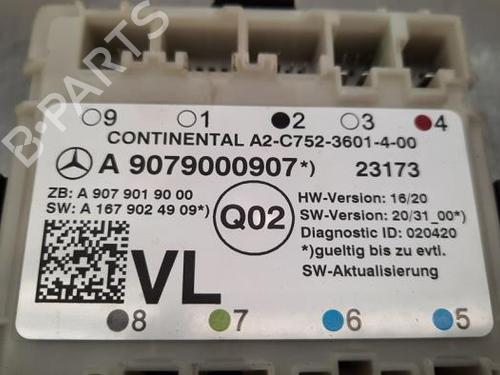 9 1 2 3 4
CONTINENTAL A2-C752-3601-4-00
A 9079000907*) 23173
ZB: A 907 901 90 00
SW: A 167 902 49 09*)
Q02
HW-Version: 16/20
SW-Version: 20/31_00*)
Diagnostic ID: 020420
*)gueltig bis zu evtl.
SW-Aktualisierung
VL
8 7 6 5